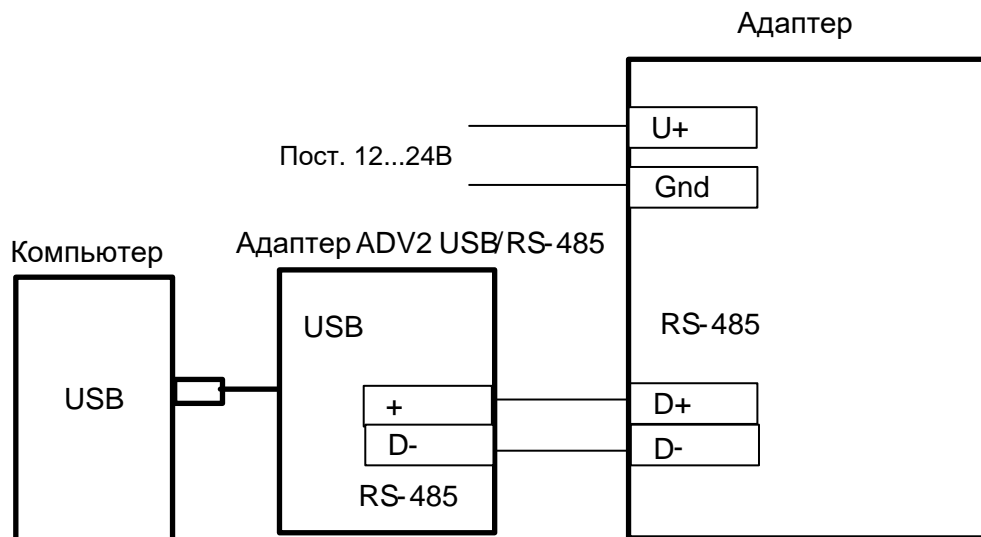 Адаптер
U+
Пост. 12...24В
Gnd
Компьютер
Адаптер ADV2 USB/RS-485
USB
RS-485
USB
+
D+
D-
D-
RS-485